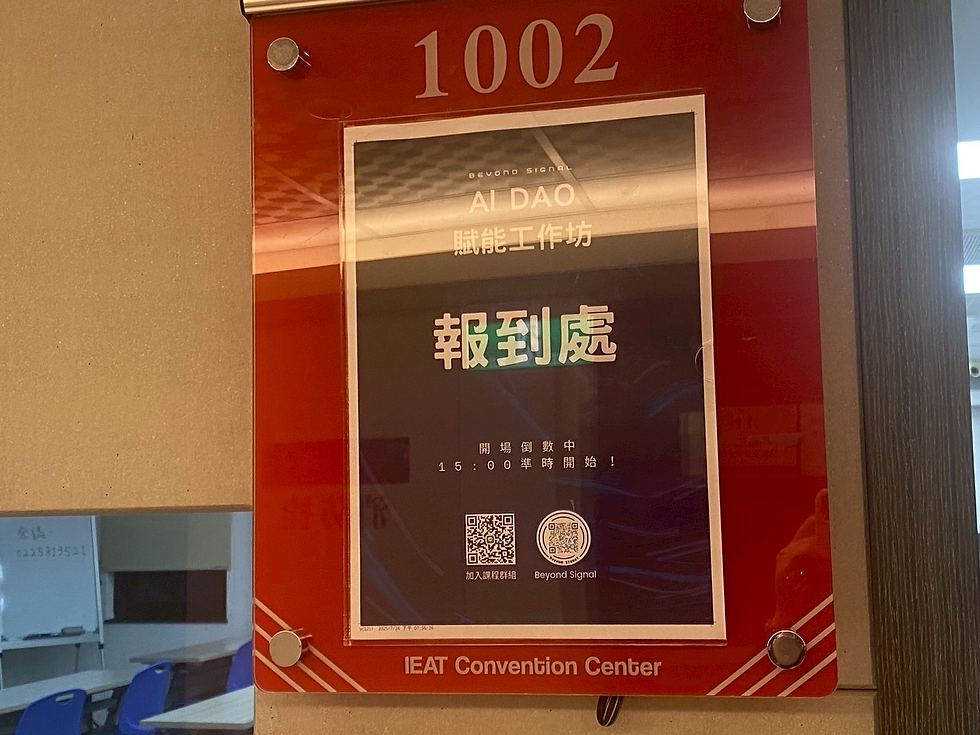 1002
BEYOND SIGNAL
AI DAO
賦能工作坊
報到處
開場倒數中
15:00準時開始！
加入課程群組
Beyond Signal
IEAT Convention Center